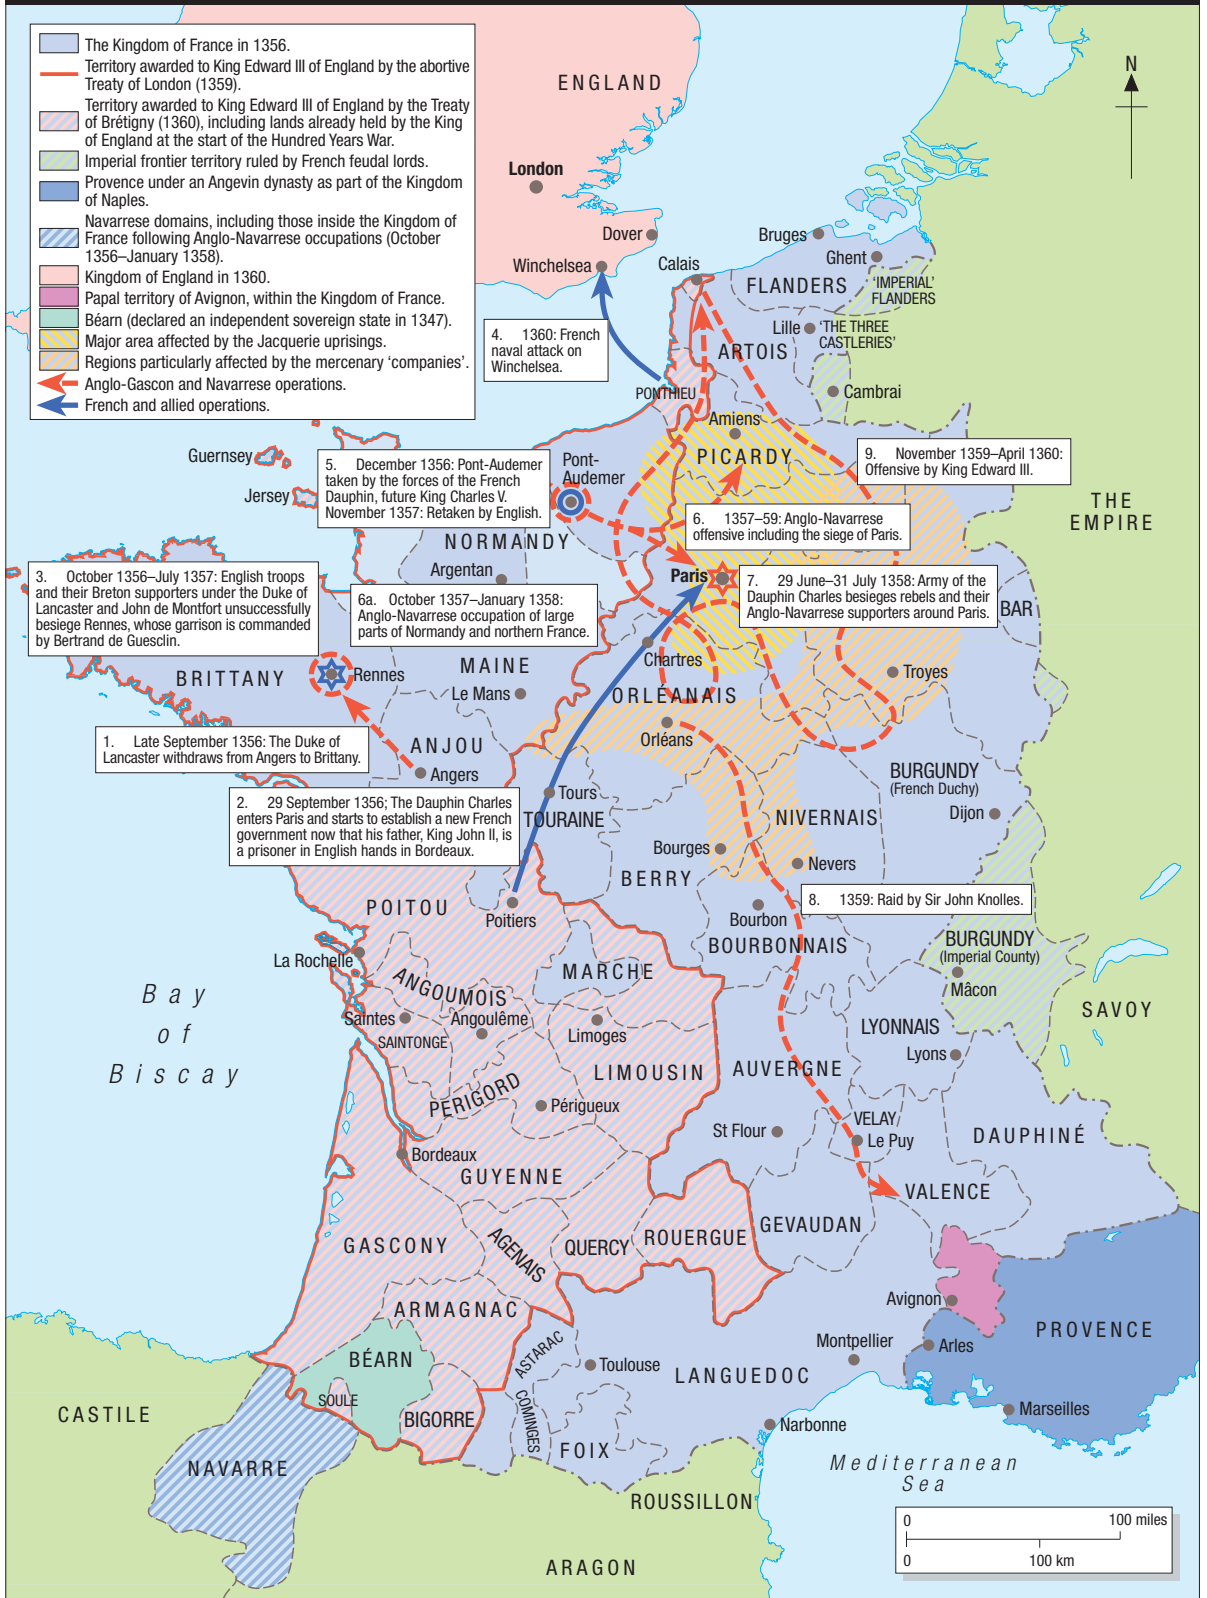 The Kingdom of France in 1356.
Territory awarded to King Edward III of England by the abortive
Treaty of London (1359).
Territory awarded to King Edward III of England by the Treaty
of Brétigny (1360), including lands already held by the King
of England at the start of the Hundred Years War.
Imperial frontier territory ruled by French feudal lords.
Provence under an Angevin dynasty as part of the Kingdom
of Naples.
Navarrese domains, including those inside the Kingdom of
France following Anglo-Navarrese occupations (October
1356–January 1358).
Kingdom of England in 1360.
Papal territory of Avignon, within the Kingdom of France.
Béarn (declared an independent sovereign state in 1347).
Major area affected by the Jacquerie uprisings.
Regions particularly affected by the mercenary 'companies'.
Anglo-Gascon and Navarrese operations.
French and allied operations.
N
ENGLAND
London
Dover
Winchelsea
Calais
Bruges
Ghent
FLANDERS
'IMPERIAL'
FLANDERS
Lille
'THE THREE
CASTLERIES'
ARTOIS
4. 1360: French
naval attack on
Winchelsea.
PONTHIEU
Cambrai
Amiens
PICARDY
9. November 1359–April 1360:
Offensive by King Edward III.
Guernsey
Jersey
5. December 1356: Pont-Audemer
taken by the forces of the French
Dauphin, future King Charles V.
November 1357: Retaken by English.
Pont-
Audemer
THE
EMPIRE
6. 1357–59: Anglo-Navarrese
offensive including the siege of Paris.
NORMANDY
Argentan
Paris
7. 29 June–31 July 1358: Army of the
Dauphin Charles besieges rebels and their
Anglo-Navarrese supporters around Paris.
BAR
3. October 1356–July 1357: English troops
and their Breton supporters under the Duke of
Lancaster and John de Montfort unsuccessfully
besiege Rennes, whose garrison is commanded
by Bertrand de Guesclin.
6a. October 1357–January 1358:
Anglo-Navarrese occupation of large
parts of Normandy and northern France.
BRITTANY
Rennes
MAINE
Le Mans
Chartres
ORLÉANAIS
Troyes
Orléans
1. Late September 1356: The Duke of
Lancaster withdraws from Angers to Brittany.
ANJOU
Angers
2. 29 September 1356; The Dauphin Charles
enters Paris and starts to establish a new French
government now that his father, King John II, is
a prisoner in English hands in Bordeaux.
Tours
TOURAINE
BURGUNDY
(French Duchy)
Dijon
NIVERNAIS
Bourges
Nevers
BERRY
8. 1359: Raid by Sir John Knolles.
POITOU
Poitiers
Bourbon
BOURBONNAIS
BURGUNDY
(Imperial County)
Mâcon
La Rochelle
MARCHE
ANGOUMOIS
Bay
of
Biscay
Saintes
SAINTONGE
Angoulême
Limoges
LIMOUSIN
LYONNAIS
Lyons
SAVOY
AUVERGNE
PERIGORD
Périgueux
St Flour
VELAY
Le Puy
DAUPHINÉ
Bordeaux
GUYENNE
VALENCE
GASCONY
AGENAIS
QUERCY
ROUERGUE
GEVAUDAN
ARMAGNAC
Avignon
PROVENCE
BÉARN
ASTARAC
Toulouse
Montpellier
Arles
LANGUEDOC
SOULE
BIGORRE
COMINGES
CASTILE
Marseilles
Narbonne
FOIX
NAVARRE
Mediterranean
Sea
ROUSSILLON
ARAGON
0 100 miles
0 100 km